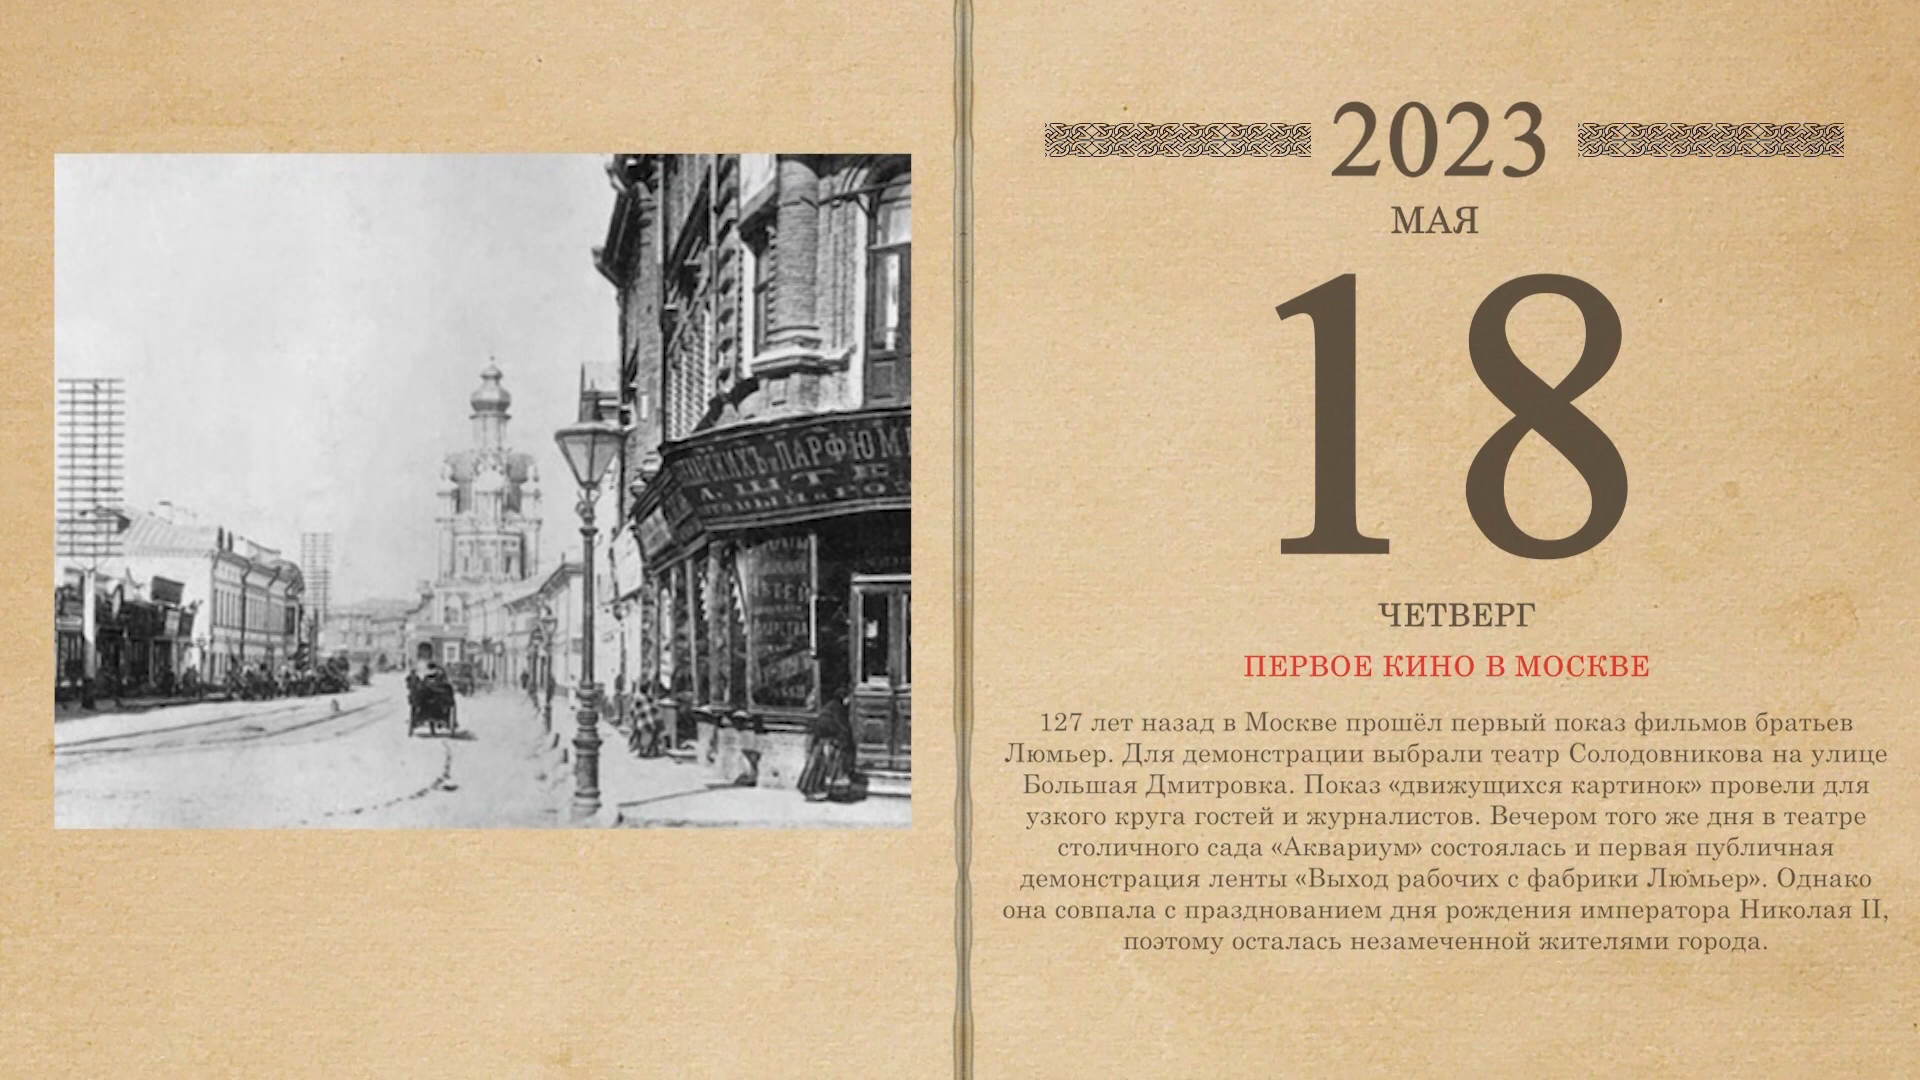 ПАРФЮМ
2023
МАЯ
18
ЧЕТВЕРГ
ПЕРВОЕ КИНО В МОСКВЕ
127 лет назад в Москве прошёл первый показ фильмов братьев
Люмьер. Для демонстрации выбрали театр Солодовникова на улице
Большая Дмитровка. Показ «движущихся картинок» провели для
узкого круга гостей и журналистов. Вечером того же дня в театре
столичного сада «Аквариум» состоялась и первая публичная
демонстрация ленты «Выход рабочих с фабрики Люмьер». Однако
она совпала с празднованием дня рождения императора Николая II,
поэтому осталась незамеченной жителями города.